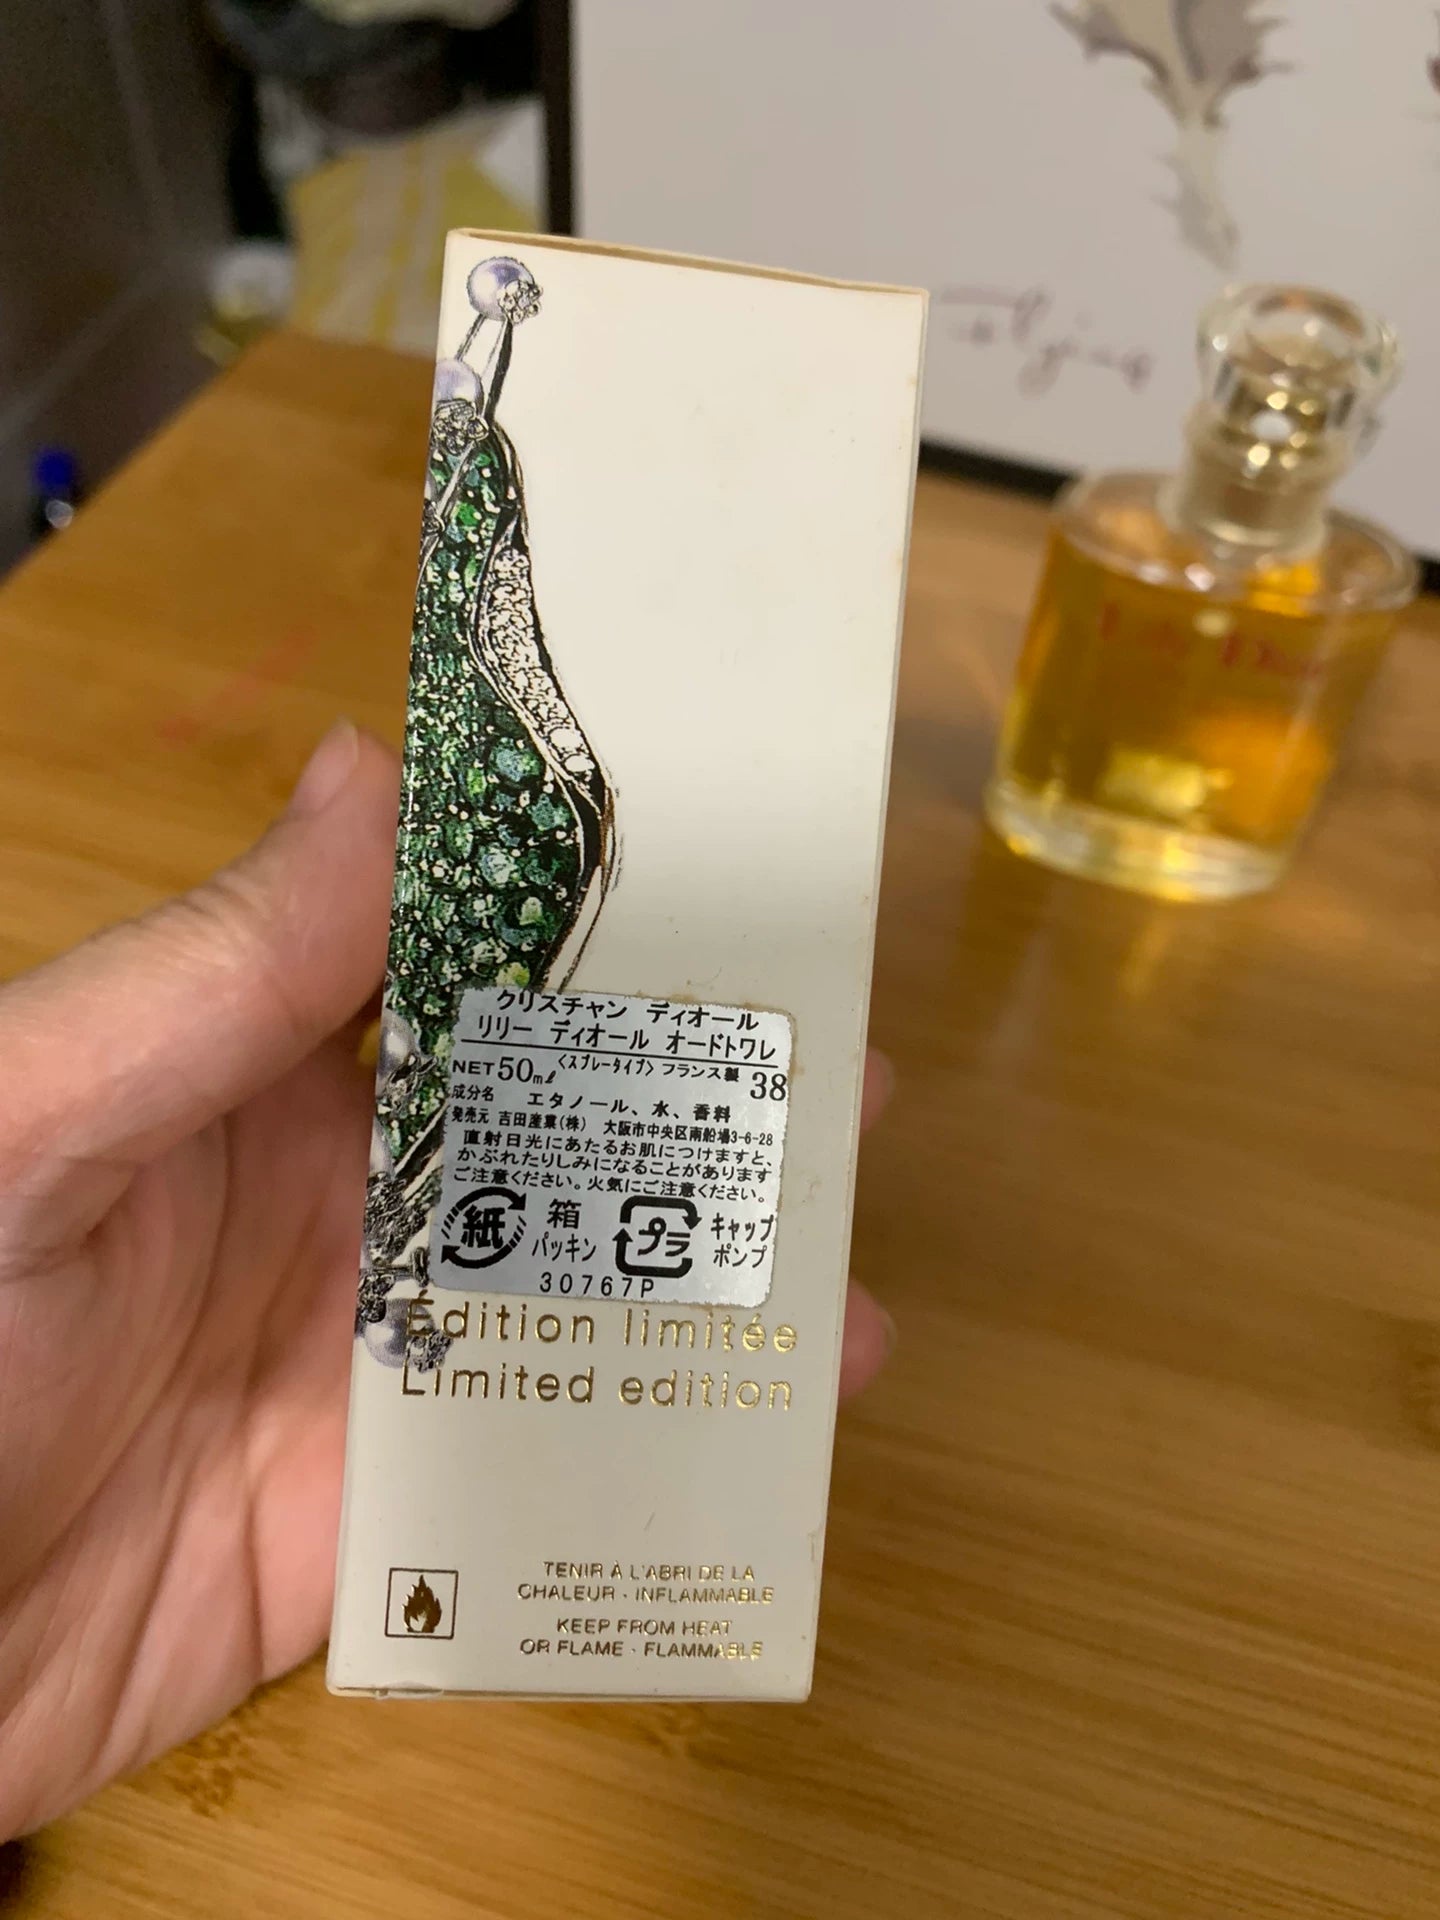 クリスチャン ディオール
リリー ディオール オードトワレ
NET 50ml 〈スプレータイプ〉 フランス製 38
成分名 エタノール、水、香料
発売元 吉田産業(株) 大阪市中央区南船場3-6-28
直射日光にあたるお肌につけますと、
かぶれたりしみになることがあります
ご注意ください。火気にご注意ください。
紙 箱 パッキン プラ キャップ ポンプ
30767P
Édition limitée
Limited edition
TENIR À L'ABRI DE LA
CHALEUR - INFLAMMABLE
KEEP FROM HEAT
OR FLAME - FLAMMABLE